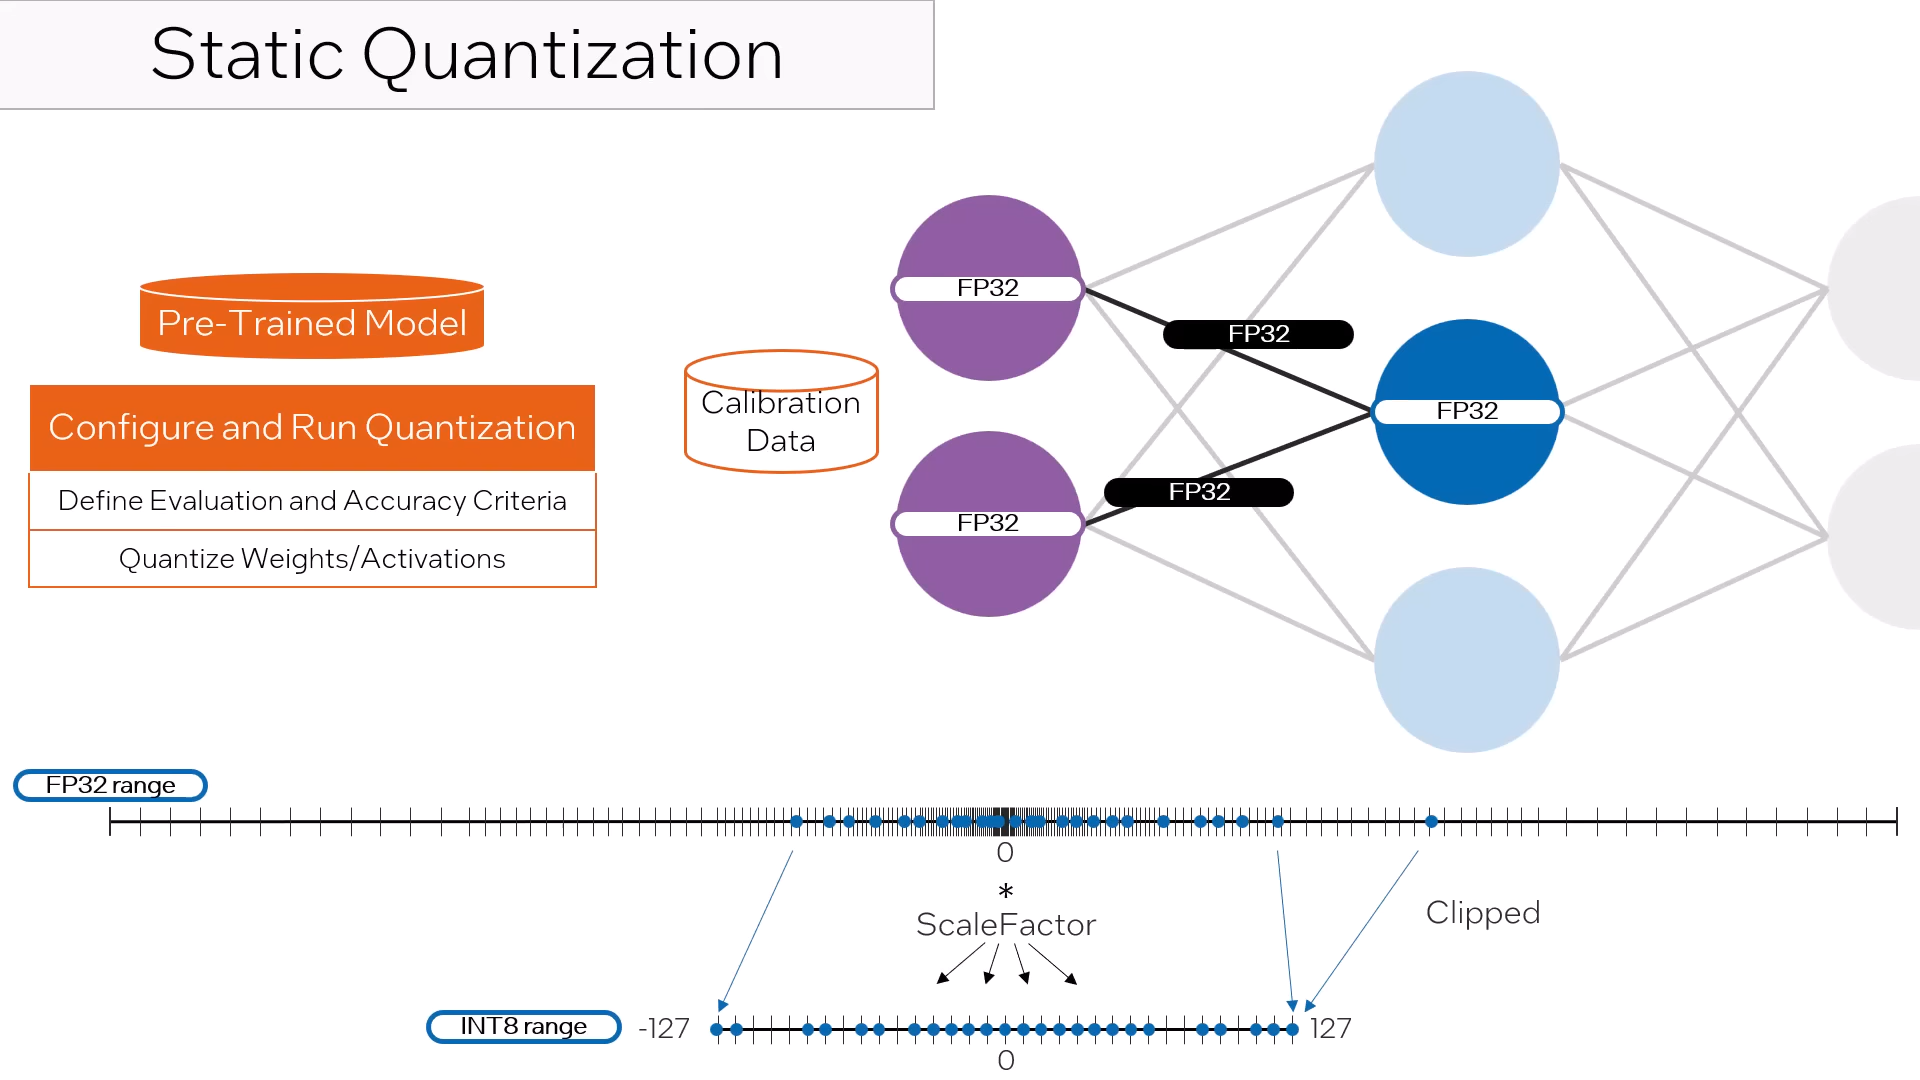 Static Quantization
Pre-Trained Model
Configure and Run Quantization
Define Evaluation and Accuracy Criteria
Quantize Weights/Activations
Calibration
Data
FP32
FP32
FP32
FP32
FP32
FP32 range
0
*
ScaleFactor
Clipped
INT8 range
-127
127
0